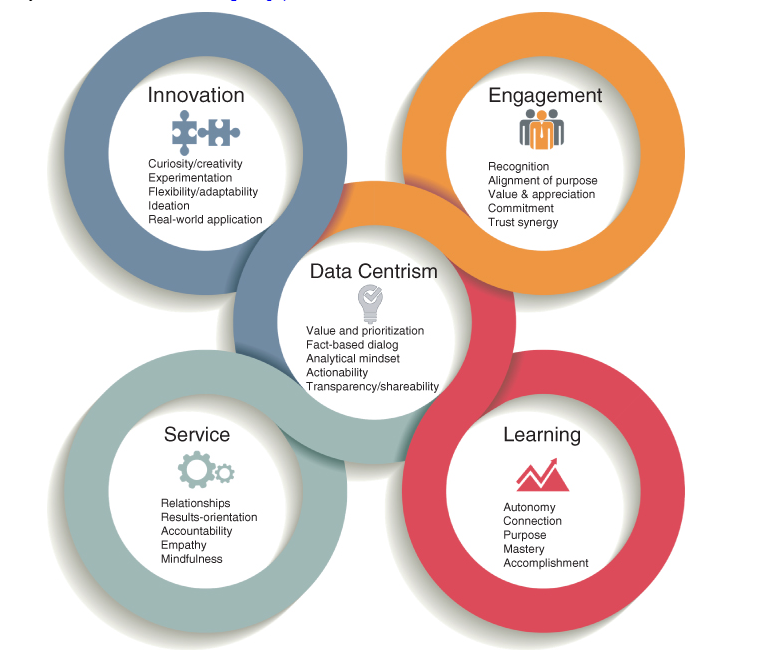 Innovation
Curiosity/creativity
Experimentation
Flexibility/adaptability
Ideation
Real-world application
Engagement
Recognition
Alignment of purpose
Value & appreciation
Commitment
Trust synergy
Data Centrism
Value and prioritization
Fact-based dialog
Analytical mindset
Actionability
Transparency/shareability
Service
Relationships
Results-orientation
Accountability
Empathy
Mindfulness
Learning
Autonomy
Connection
Purpose
Mastery
Accomplishment